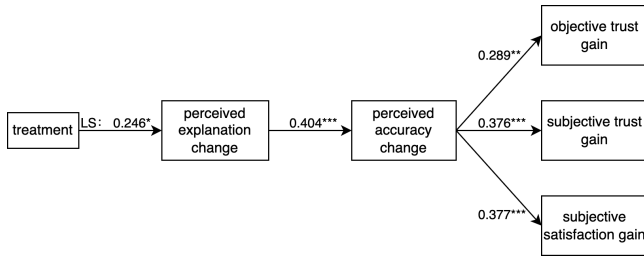 treatment
LS: 0.246*
perceived
explanation
change
0.404***
perceived
accuracy
change
0.289**
objective trust
gain
0.376***
subjective trust
gain
0.377***
subjective
satisfaction gain